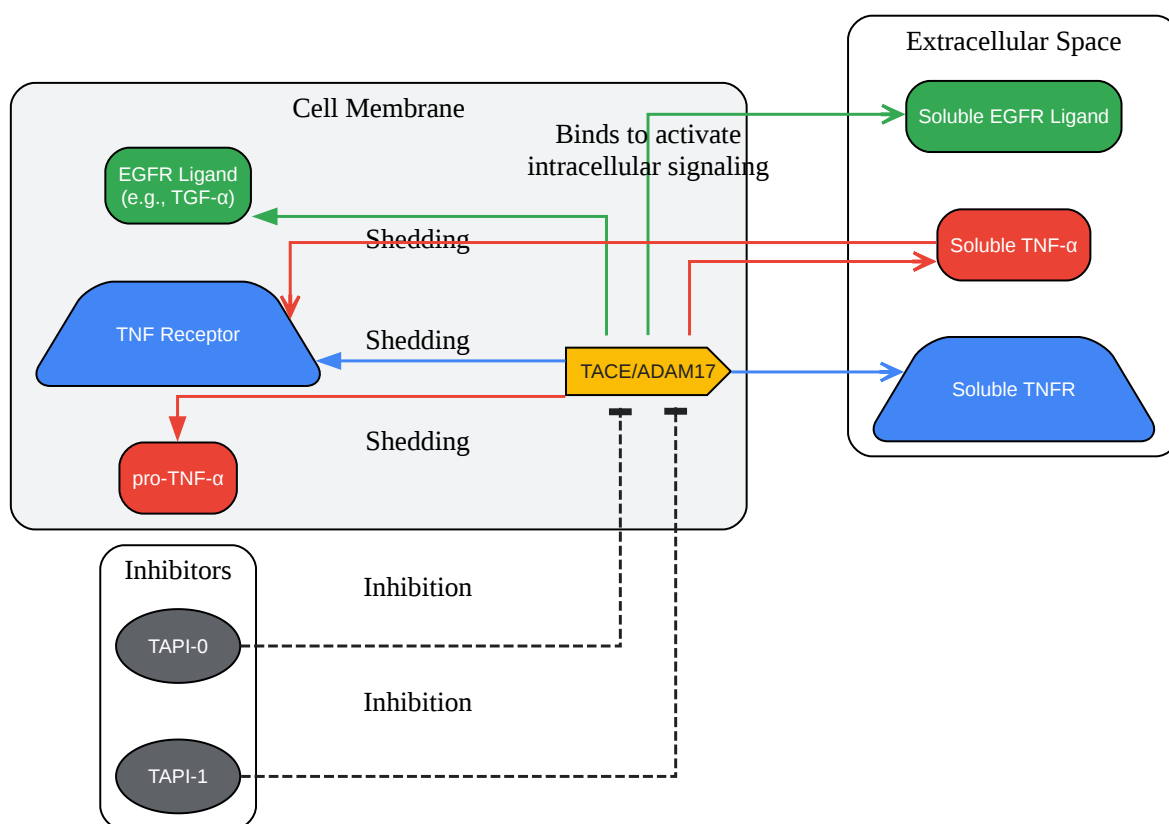 Extracellular Space
Cell Membrane
Soluble EGFR Ligand
Binds to activate
intracellular signaling
EGFR Ligand
(e.g., TGF-α)
Shedding
Soluble TNF-α
TNF Receptor
Shedding
TACE/ADAM17
Soluble TNFR
Shedding
pro-TNF-α
Inhibitors
Inhibition
TAPI-0
Inhibition
TAPI-1